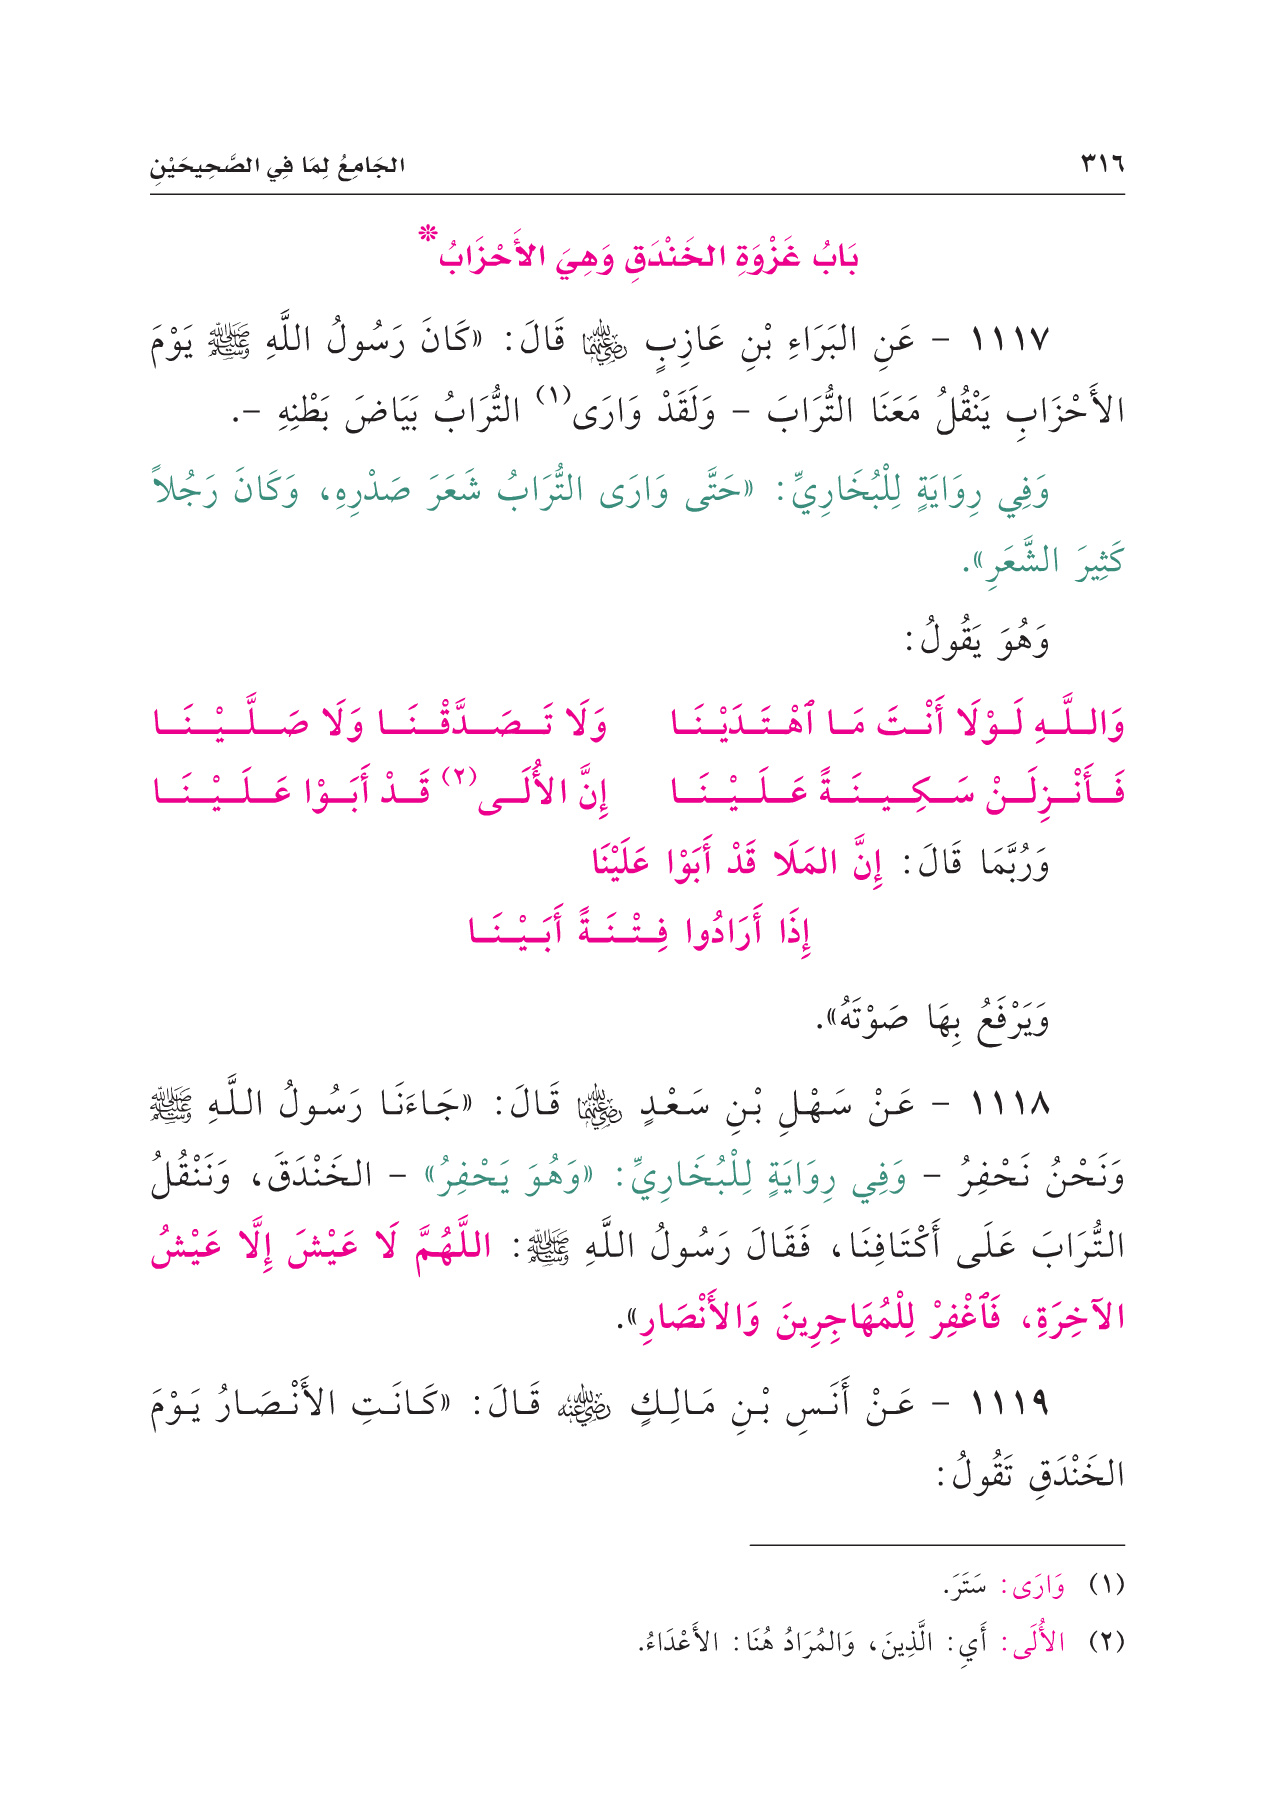 ٣١٦
الجَامِعُ لِمَا فِي الصَّحِيحَيْنِ
بَابُ غَزْوَةِ الخَنْدَقِ وَهِيَ الأَحْزَابُ*
١١١٧ - عَنِ البَرَاءِ بْنِ عَازِبٍ رضي الله عنهما قَالَ: «كَانَ رَسُولُ اللَّهِ ﷺ يَوْمَ
الأَحْزَابِ يَنْقُلُ مَعَنَا التُّرَابَ - وَلَقَدْ وَارَى(١) التُّرَابُ بَيَاضَ بَطْنِهِ -.
وَفِي رِوَايَةٍ لِلْبُخَارِيِّ: «حَتَّى وَارَى التُّرَابُ شَعَرَ صَدْرِهِ، وَكَانَ رَجُلاً
كَثِيرَ الشَّعَرِ».
وَهُوَ يَقُولُ:
وَاللَّهِ لَوْلَا أَنْتَ مَا ٱهْتَدَيْنَا وَلَا تَصَدَّقْنَا وَلَا صَلَّيْنَا
فَأَنْزِلَنْ سَكِينَةً عَلَيْنَا إِنَّ الأُلَى(٢) قَدْ أَبَوْا عَلَيْنَا
وَرُبَّمَا قَالَ: إِنَّ المَلَا قَدْ أَبَوْا عَلَيْنَا
إِذَا أَرَادُوا فِتْنَةً أَبَيْنَا
وَيَرْفَعُ بِهَا صَوْتَهُ».
١١١٨ - عَنْ سَهْلِ بْنِ سَعْدٍ رضي الله عنهما قَالَ: «جَاءَنَا رَسُولُ اللَّهِ ﷺ
وَنَحْنُ نَحْفِرُ - وَفِي رِوَايَةٍ لِلْبُخَارِيِّ: «وَهُوَ يَحْفِرُ» - الخَنْدَقَ، وَنَنْقُلُ
التُّرَابَ عَلَى أَكْتَافِنَا، فَقَالَ رَسُولُ اللَّهِ ﷺ: اللَّهُمَّ لَا عَيْشَ إِلَّا عَيْشُ
الآخِرَةِ، فَٱغْفِرْ لِلْمُهَاجِرِينَ وَالأَنْصَارِ».
١١١٩ - عَنْ أَنَسِ بْنِ مَالِكٍ رضي الله عنه قَالَ: «كَانَتِ الأَنْصَارُ يَوْمَ
الخَنْدَقِ تَقُولُ:
(١) وَارَى: سَتَرَ.
(٢) الأُلَى: أَيِ: الَّذِينَ، وَالمُرَادُ هُنَا: الأَعْدَاءُ.